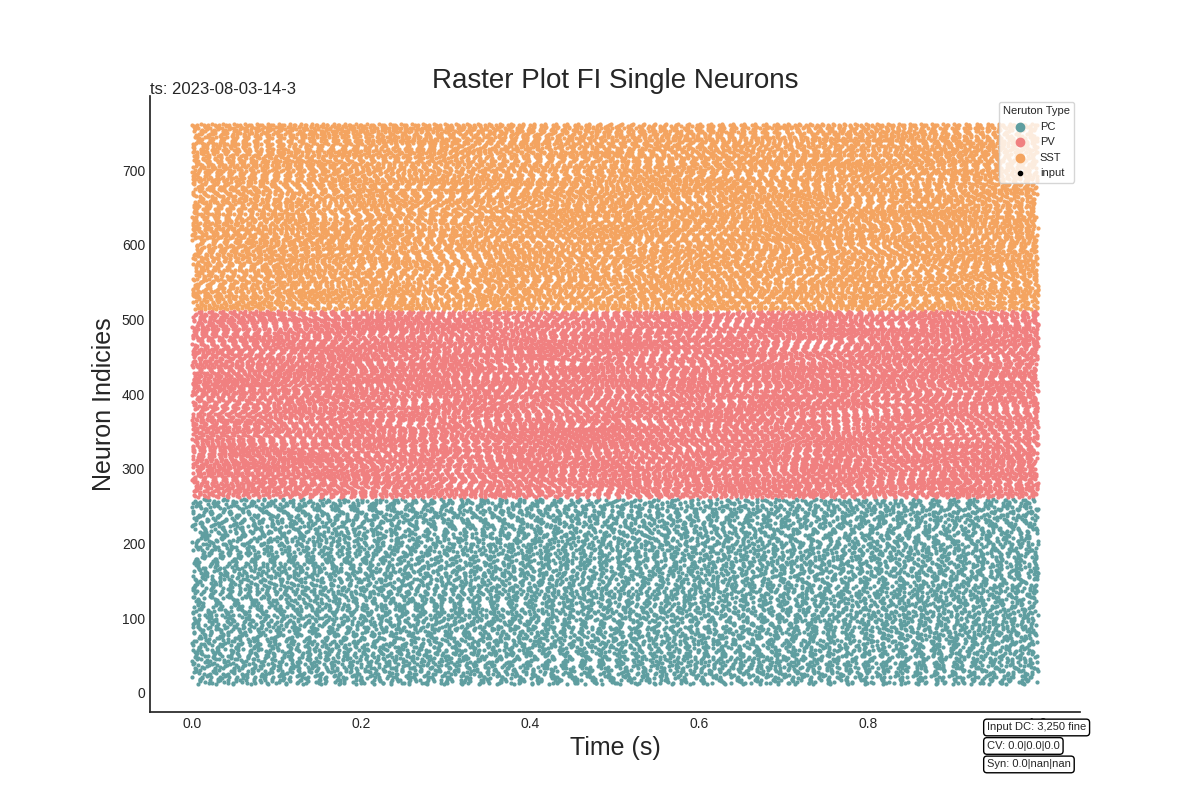 Raster Plot FI Single Neurons
ts: 2023-08-03-14-3
Neruton Type
PC
PV
SST
input
700
600
500
400
300
200
100
0
Neuron Indicies
0.0 0.2 0.4 0.6 0.8
Time (s)
Input DC: 3,250 fine
CV: 0.0|0.0|0.0
Syn: 0.0|nan|nan